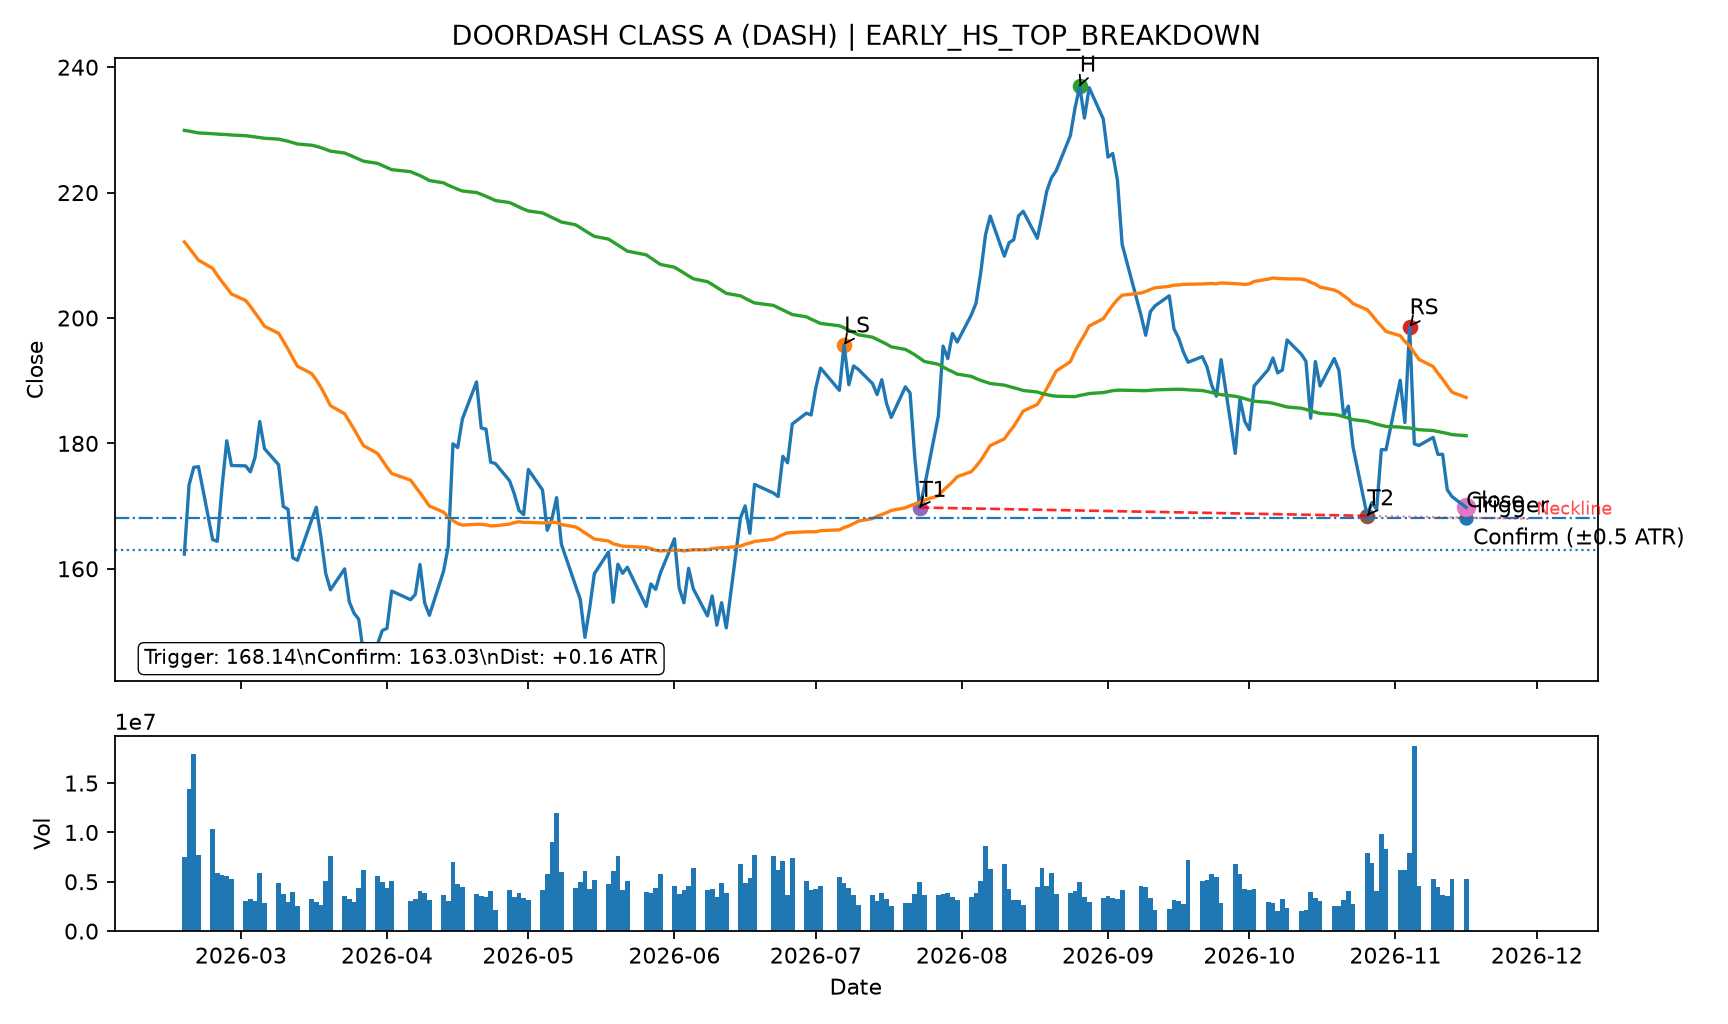 DOORDASH CLASS A (DASH) | EARLY_HS_TOP_BREAKDOWN
240
220
200
180
160
Close
H
LS
RS
T1
T2
Close
Trigger
Neckline
Confirm (±0.5 ATR)
Trigger: 168.14\nConfirm: 163.03\nDist: +0.16 ATR
1e7
1.5
1.0
0.5
0.0
Vol
2026-03
2026-04
2026-05
2026-06
2026-07
2026-08
2026-09
2026-10
2026-11
2026-12
Date